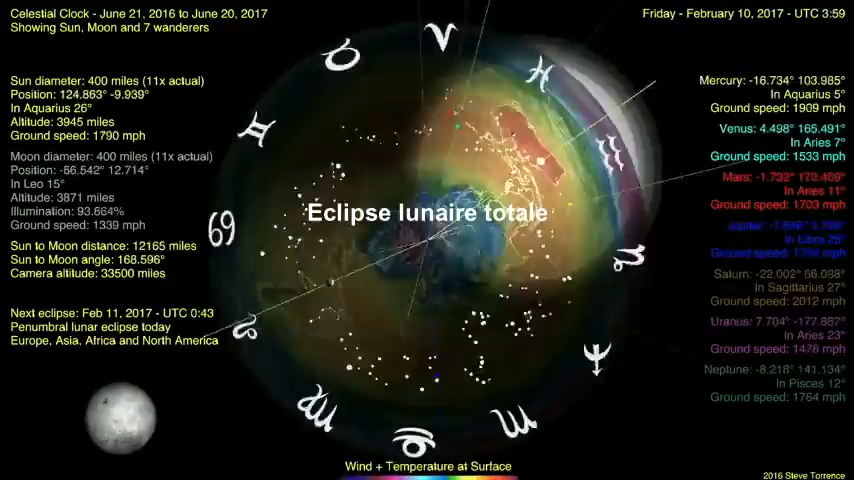 Celestial Clock - June 21, 2016 to June 20, 2017
Showing Sun, Moon and 7 wanderers
Friday - February 10, 2017 - UTC 3:59
Sun diameter: 400 miles (11x actual)
Position: 124.863° -9.939°
In Aquarius 26°
Altitude: 3945 miles
Ground speed: 1790 mph
Moon diameter: 400 miles (11x actual)
Position: -66.542° 12.714°
In Leo 15°
Altitude: 3871 miles
Illumination: 93.664%
Ground speed: 1339 mph
Sun to Moon distance: 12165 miles
Sun to Moon angle: 168.596°
Camera altitude: 33500 miles
Next eclipse: Feb 11, 2017 - UTC 0:43
Penumbral lunar eclipse today
Europe, Asia, Africa and North America
Eclipse lunaire totale
Mercury: -16.734° 103.985°
In Aquarius 5°
Ground speed: 1909 mph
Venus: 4.498° 165.491°
In Aries 7°
Ground speed: 1533 mph
Mars: -1.733°
In Aries 11°
Ground speed: 1703 mph
Jupiter:
In Libra 25°
Ground speed:
Saturn: -22.002° 66.098°
In Sagittarius 27°
Ground speed: 2012 mph
Uranus: 7.704° -177.887°
In Aries 23°
Ground speed: 1478 mph
Neptune: -8.218° 141.134°
In Pisces 12°
Ground speed: 1764 mph
Wind + Temperature at Surface
2016 Steve Torrence